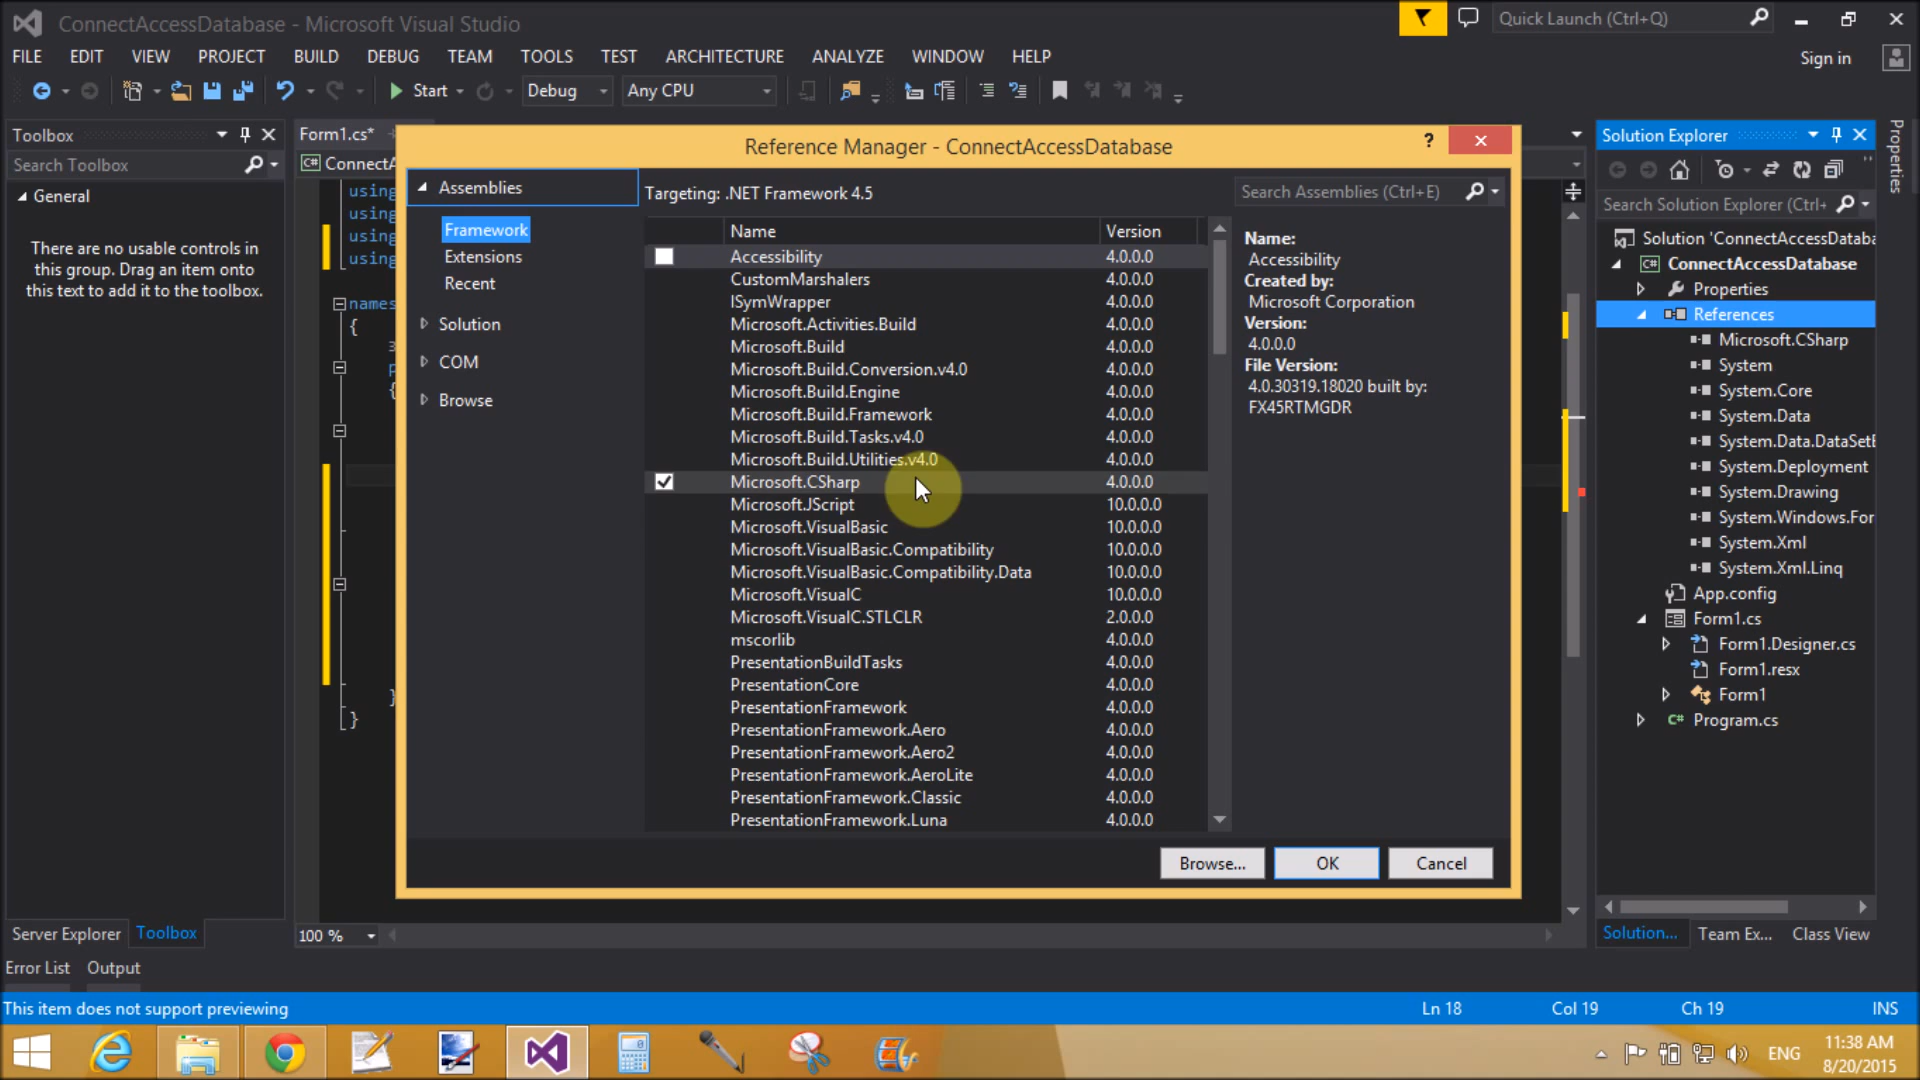 ConnectAccessDatabase - Microsoft Visual Studio
Quick Launch (Ctrl+Q)
FILE EDIT VIEW PROJECT BUILD DEBUG TEAM TOOLS TEST ARCHITECTURE ANALYZE WINDOW HELP
Sign in
Start Debug Any CPU
Toolbox
Search Toolbox
General
There are no usable controls in
this group. Drag an item onto
this text to add it to the toolbox.
Server Explorer Toolbox
Form1.cs*
C# ConnectA
using
using
using
using
names
{
}
}
100 %
Reference Manager - ConnectAccessDatabase
?
Assemblies
Framework
Extensions
Recent
Solution
COM
Browse
Targeting: .NET Framework 4.5
Search Assemblies (Ctrl+E)
Name Version
Accessibility 4.0.0.0
CustomMarshalers 4.0.0.0
ISymWrapper 4.0.0.0
Microsoft.Activities.Build 4.0.0.0
Microsoft.Build 4.0.0.0
Microsoft.Build.Conversion.v4.0 4.0.0.0
Microsoft.Build.Engine 4.0.0.0
Microsoft.Build.Framework 4.0.0.0
Microsoft.Build.Tasks.v4.0 4.0.0.0
Microsoft.Build.Utilities.v4.0 4.0.0.0
Microsoft.CSharp 4.0.0.0
Microsoft.JScript 10.0.0.0
Microsoft.VisualBasic 10.0.0.0
Microsoft.VisualBasic.Compatibility 10.0.0.0
Microsoft.VisualBasic.Compatibility.Data 10.0.0.0
Microsoft.VisualC 10.0.0.0
Microsoft.VisualC.STLCLR 2.0.0.0
mscorlib 4.0.0.0
PresentationBuildTasks 4.0.0.0
PresentationCore 4.0.0.0
PresentationFramework 4.0.0.0
PresentationFramework.Aero 4.0.0.0
PresentationFramework.Aero2 4.0.0.0
PresentationFramework.AeroLite 4.0.0.0
PresentationFramework.Classic 4.0.0.0
PresentationFramework.Luna 4.0.0.0
Name:
Accessibility
Created by:
Microsoft Corporation
Version:
4.0.0.0
File Version:
4.0.30319.18020 built by:
FX45RTMGDR
Browse... OK Cancel
Solution Explorer
Search Solution Explorer (Ctrl+
Solution 'ConnectAccessDataba
C# ConnectAccessDatabase
Properties
References
Microsoft.CSharp
System
System.Core
System.Data
System.Data.DataSetE
System.Deployment
System.Drawing
System.Windows.For
System.Xml
System.Xml.Linq
App.config
Form1.cs
Form1.Designer.cs
Form1.resx
Form1
C# Program.cs
Solution... Team Ex... Class View
Properties
Error List Output
This item does not support previewing
Ln 18 Col 19 Ch 19 INS
ENG
11:38 AM
8/20/2015